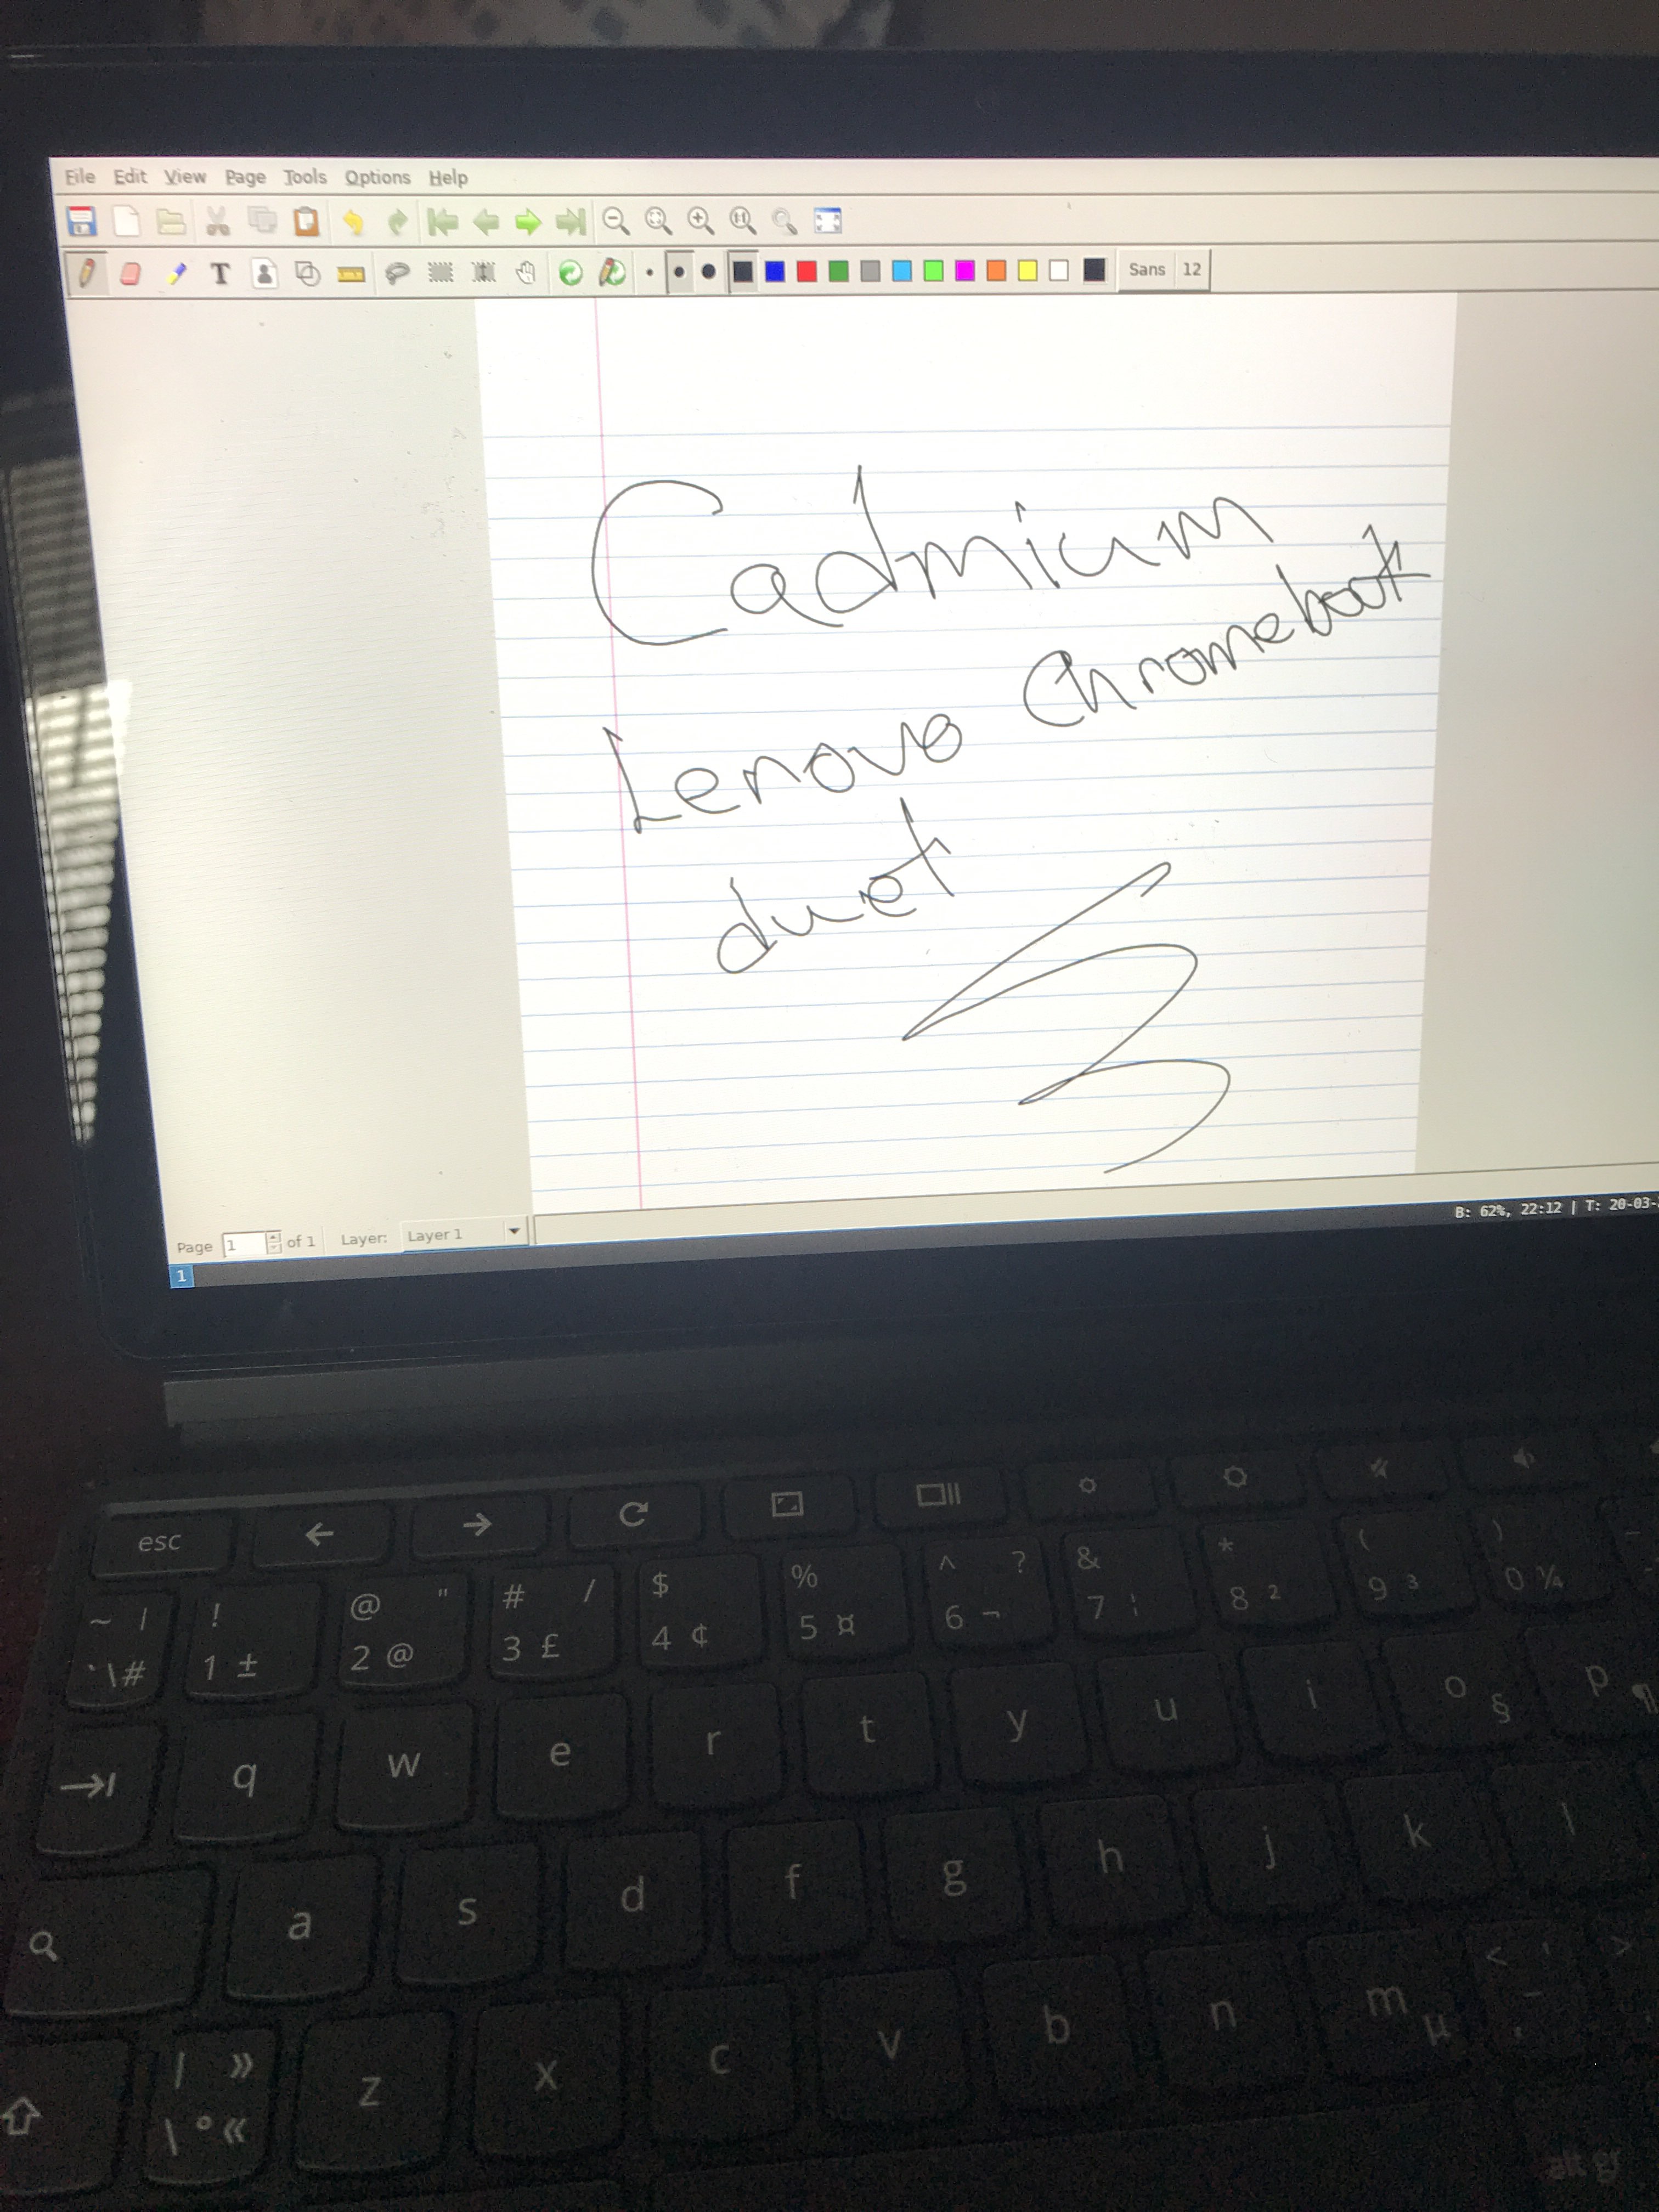 File Edit View Page Tools Options Help
T Sans 12
Cadmium
Lenovo Chromebook
duet
Page 1 of 1 Layer: Layer 1
B: 62%, 22:12 | T: 20-03-
1
esc
~ | ! @ " # / $ % ^ ? & * ( )
` \ # 1 ± 2 @ 3 £ 4 ¢ 5 ¤ 6 ¬ 7 ¦ 8 ² 9 ³ 0 ¼
q w e r t y u i o § p ¶
a s d f g h j k l
| » < ' >
\ ° « z x c v b n m µ
alt gr